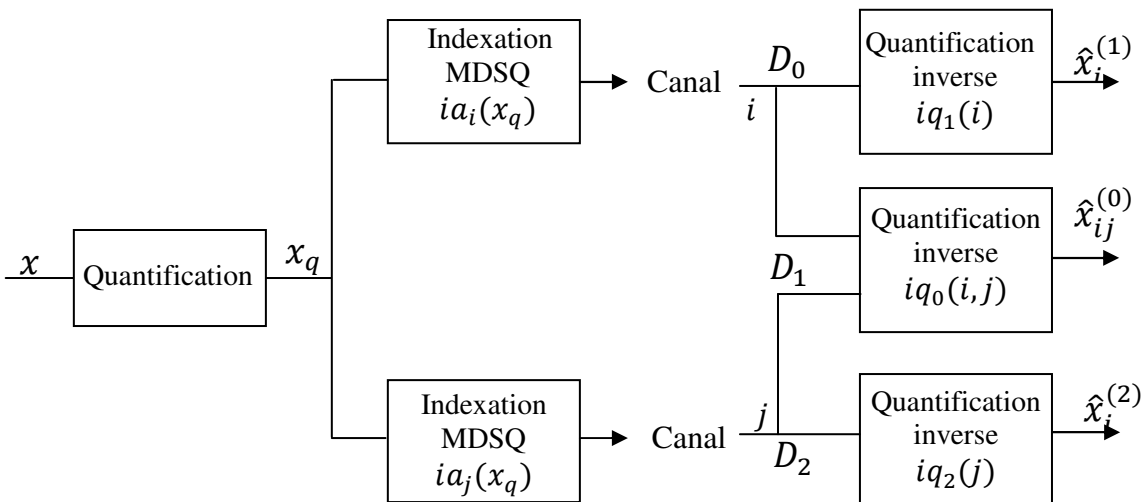 x
Quantification
x_q
Indexation
MDSQ
ia_i(x_q)
Canal
D_0
i
Quantification
inverse
iq_1(i)
x̂_i^(1)
Quantification
inverse
iq_0(i, j)
x̂_ij^(0)
D_1
Indexation
MDSQ
ia_j(x_q)
Canal
j
D_2
Quantification
inverse
iq_2(j)
x̂_j^(2)